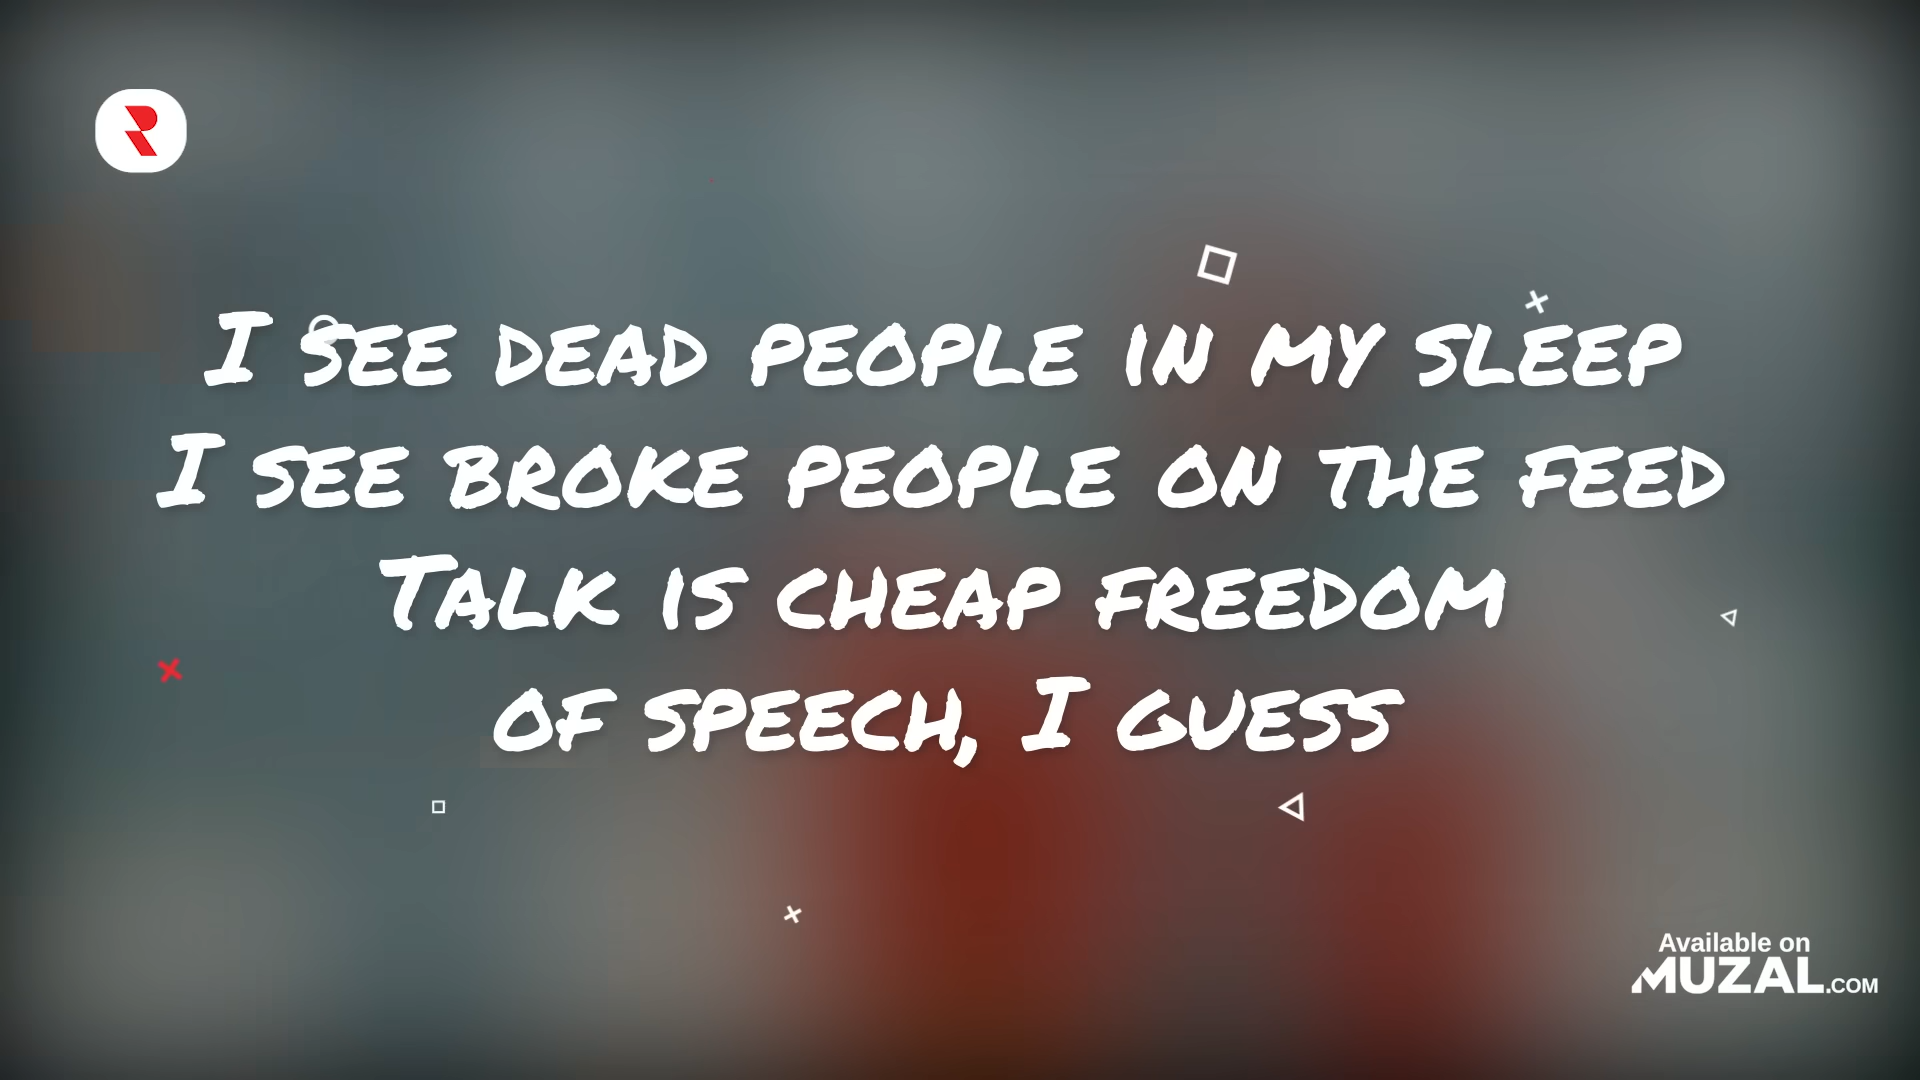 I see dead people in my sleep
I see broke people on the feed
Talk is cheap freedom
of speech, I guess
Available on
MUZAL.COM